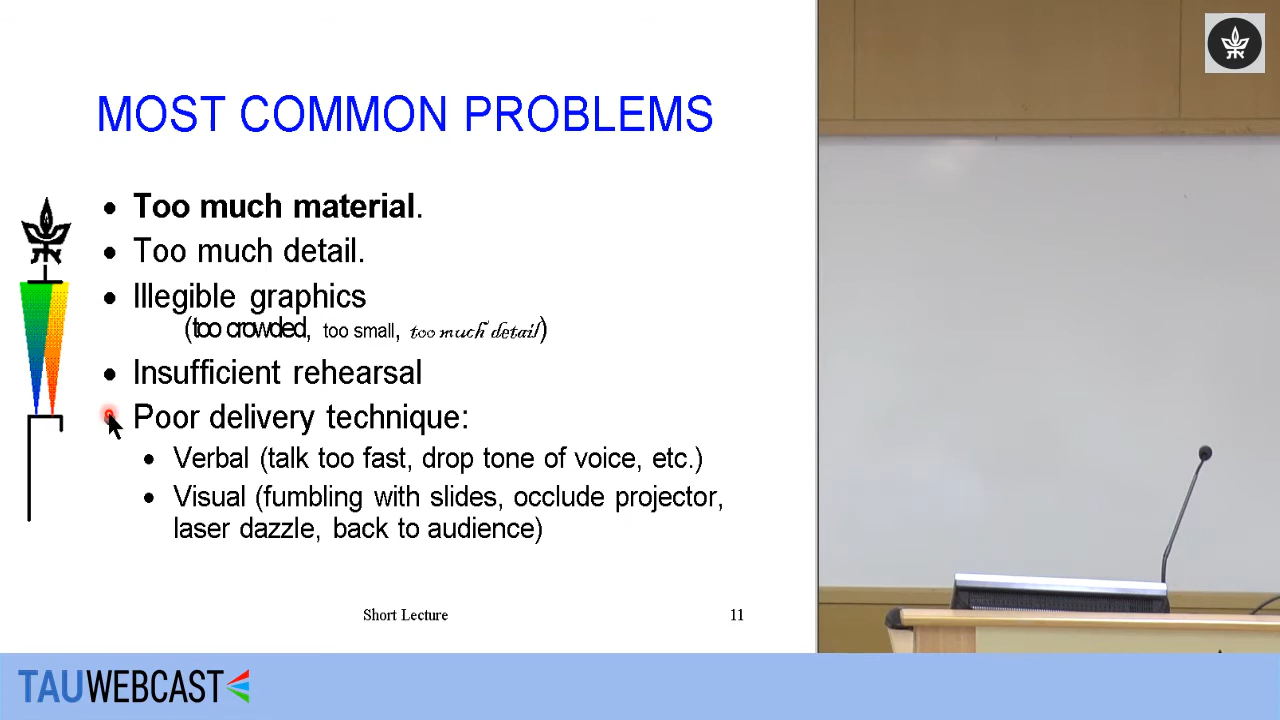 MOST COMMON PROBLEMS
• Too much material.
• Too much detail.
• Illegible graphics
(too crowded, too small, too much detail)
• Insufficient rehearsal
Poor delivery technique:
• Verbal (talk too fast, drop tone of voice, etc.)
• Visual (fumbling with slides, occlude projector,
laser dazzle, back to audience)
Short Lecture 11
TAUWEBCAST